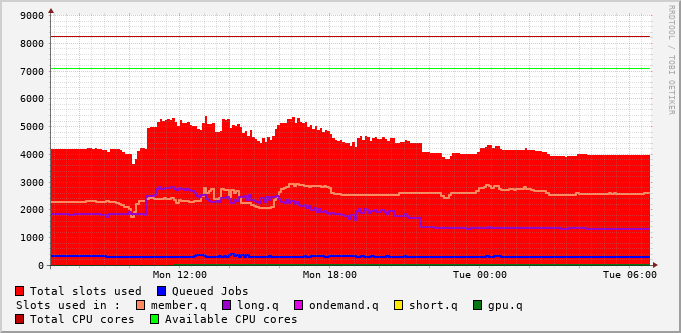 9000
8000
7000
6000
5000
4000
3000
2000
1000
0
Mon 12:00 Mon 18:00 Tue 00:00 Tue 06:00
RRDTOOL / TOBI OETIKER
Total slots used Queued Jobs
Slots used in : member.q long.q ondemand.q short.q gpu.q
Total CPU cores Available CPU cores